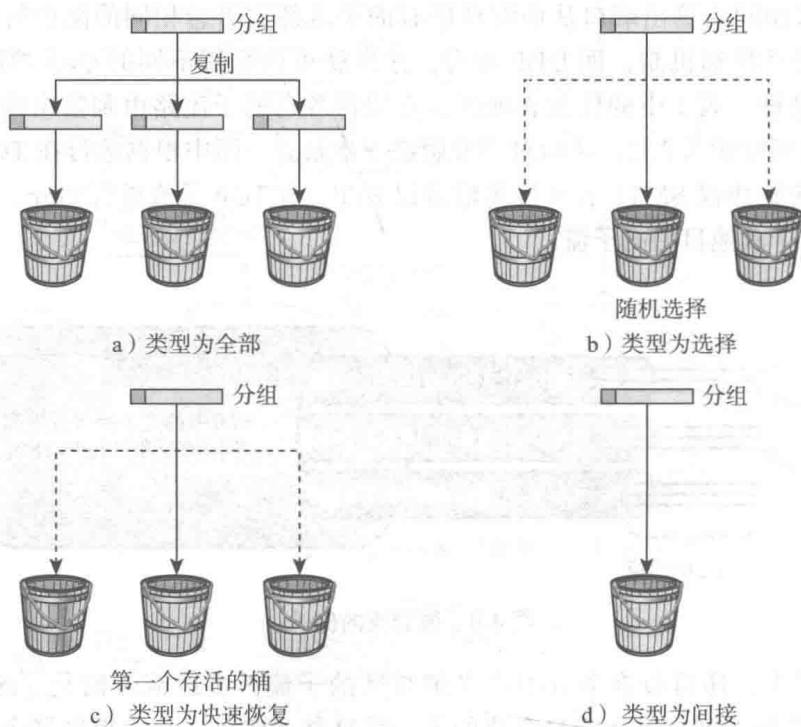 分组
复制
a）类型为全部
分组
随机选择
b）类型为选择
分组
第一个存活的桶
c）类型为快速恢复
分组
d）类型为间接